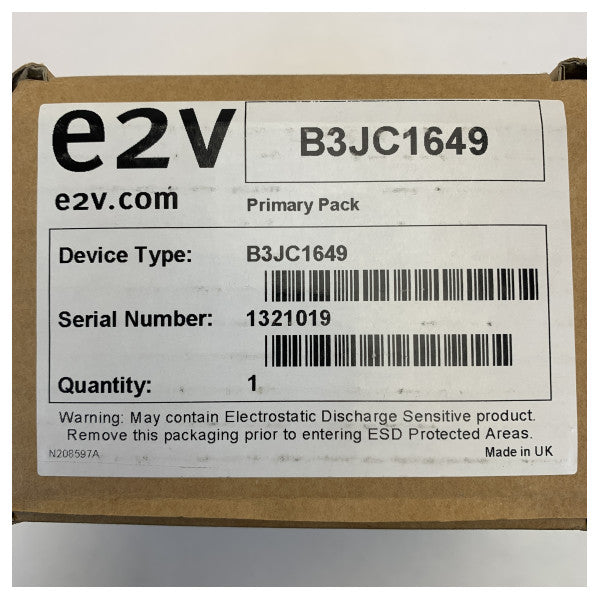 e2v
B3JC1649
e2v.com
Primary Pack
Device Type: B3JC1649
Serial Number: 1321019
Quantity: 1
Warning: May contain Electrostatic Discharge Sensitive product.
Remove this packaging prior to entering ESD Protected Areas.
N208597A
Made in UK